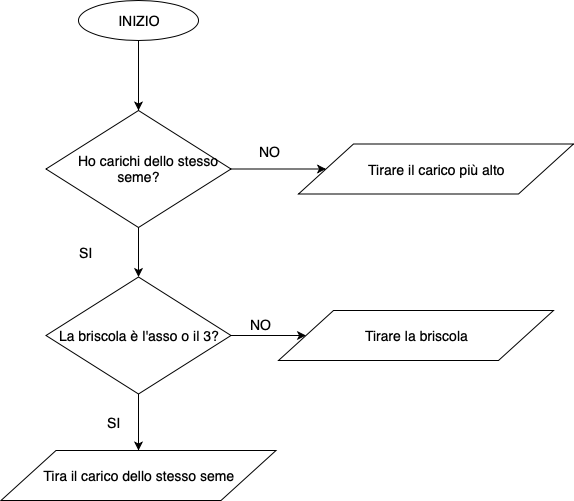 INIZIO
Ho carichi dello stesso
seme?
NO
Tirare il carico più alto
SI
La briscola è l'asso o il 3?
NO
Tirare la briscola
SI
Tira il carico dello stesso seme